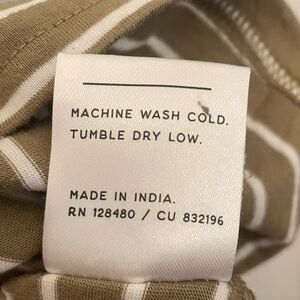 MACHINE WASH COLD.
TUMBLE DRY LOW.
MADE IN INDIA.
RN 128480 / CU 832196